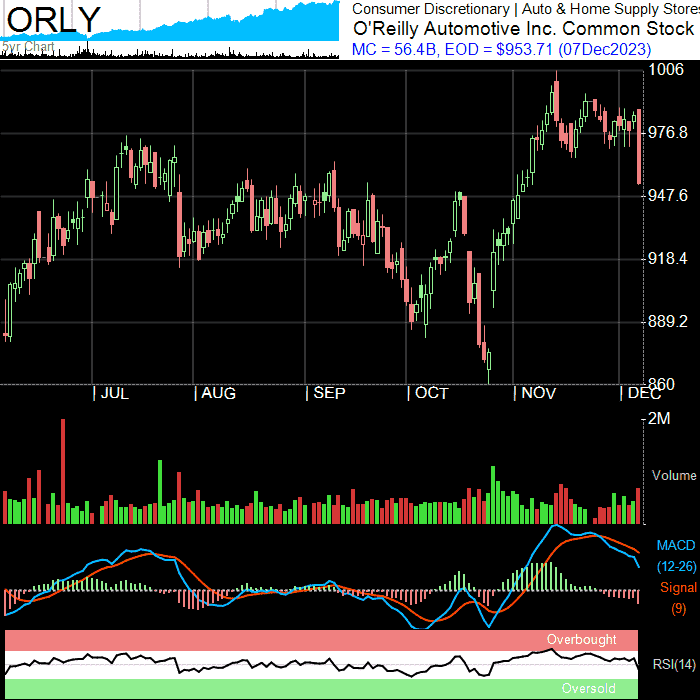 ORLY
5yr Chart
Consumer Discretionary | Auto & Home Supply Stores
O'Reilly Automotive Inc. Common Stock
MC = 56.4B, EOD = $953.71 (07Dec2023)
1006
976.8
947.6
918.4
889.2
860
| JUL | AUG | SEP | OCT | NOV | DEC
2M
Volume
MACD
(12-26)
Signal
(9)
Overbought
RSI(14)
Oversold